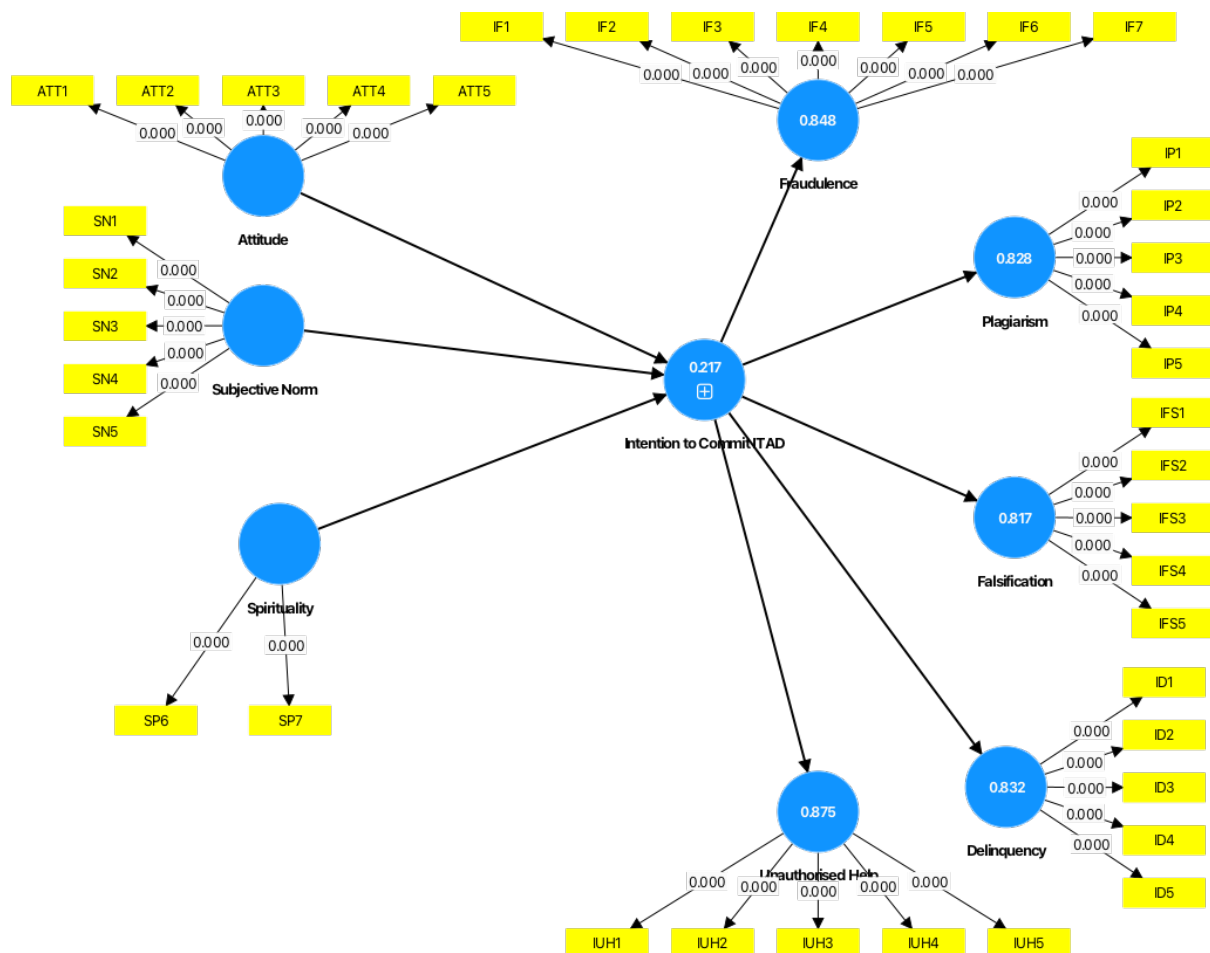 IF1 IF2 IF3 IF4 IF5 IF6 IF7
0.000 0.000 0.000 0.000 0.000 0.000 0.000
0.848
Fraudulence
ATT1 ATT2 ATT3 ATT4 ATT5
0.000 0.000 0.000 0.000 0.000
Attitude
SN1
SN2
SN3
SN4
SN5
0.000
0.000
0.000
0.000
0.000
Subjective Norm
Spirituality
0.000 0.000
SP6 SP7
0.217
Intention to Commit ITAD
IP1
IP2
IP3
IP4
IP5
0.000
0.000
0.000
0.000
0.000
0.828
Plagiarism
IFS1
IFS2
IFS3
IFS4
IFS5
0.000
0.000
0.000
0.000
0.000
0.817
Falsification
ID1
ID2
ID3
ID4
ID5
0.000
0.000
0.000
0.000
0.000
0.832
Delinquency
0.875
Unauthorised Help
0.000 0.000 0.000 0.000 0.000
IUH1 IUH2 IUH3 IUH4 IUH5